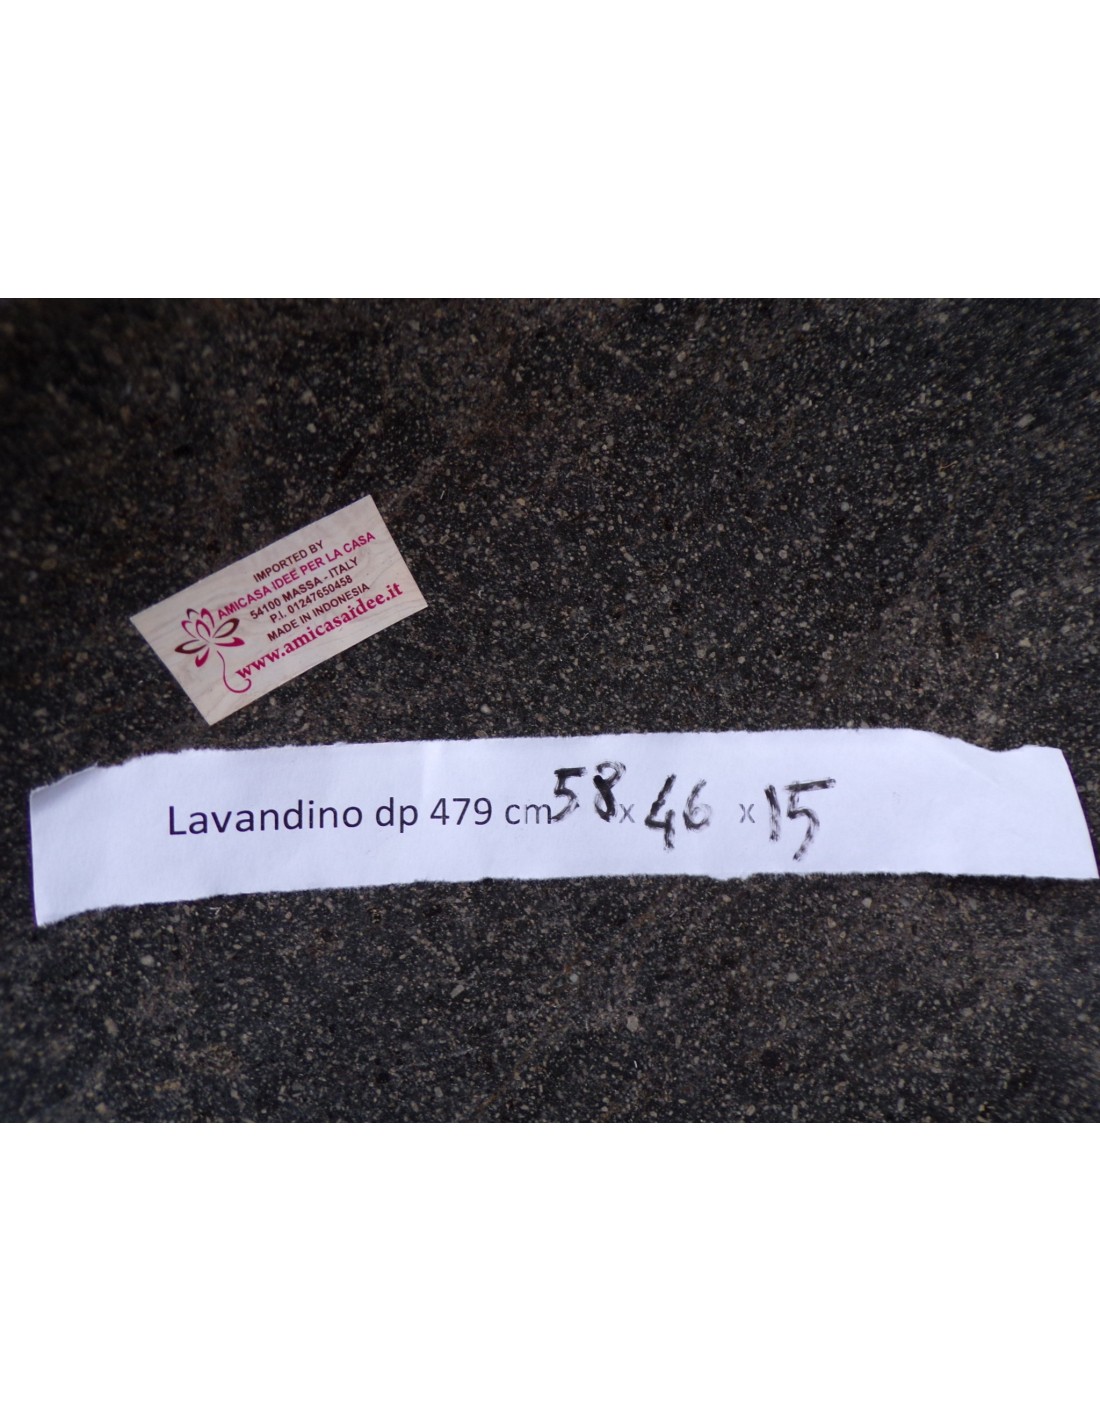 IMPORTED BY
AMICASA IDEE PER LA CASA
54100 MASSA - ITALY
P.I. 01247650458
MADE IN INDONESIA
www.amicasaidee.it
Lavandino dp 479 cm 58 x 46 x 15